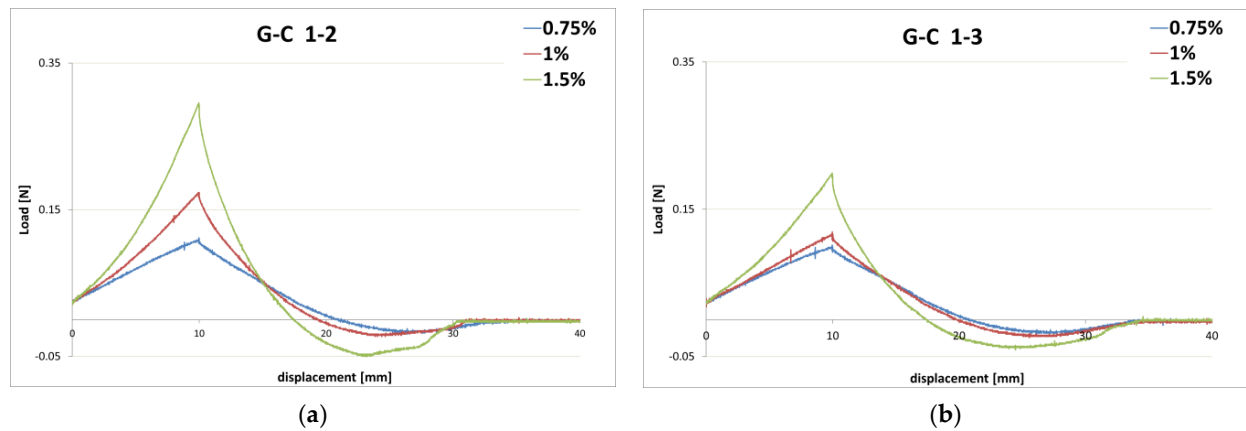 G-C 1-2
0.75%
1%
1.5%
0.35
0.15
-0.05
Load [N]
0
10
20
30
40
displacement [mm]
(a)
G-C 1-3
0.75%
1%
1.5%
0.35
0.15
-0.05
Load [N]
0
10
20
30
40
displacement [mm]
(b)